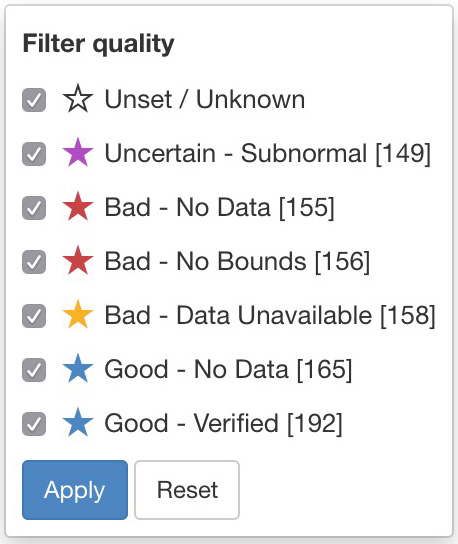 Filter quality
Unset / Unknown
Uncertain - Subnormal [149]
Bad - No Data [155]
Bad - No Bounds [156]
Bad - Data Unavailable [158]
Good - No Data [165]
Good - Verified [192]
Apply Reset